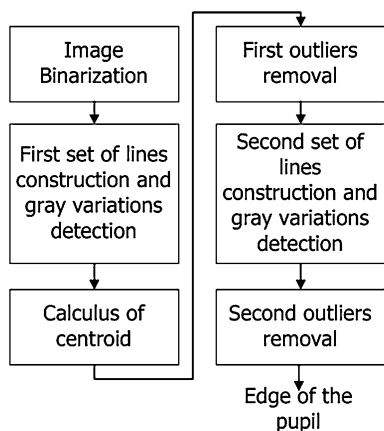 Image
Binarization
First set of lines
construction and
gray variations
detection
Calculus of
centroid
First outliers
removal
Second set of
lines
construction and
gray variations
detection
Second outliers
removal
Edge of the
pupil